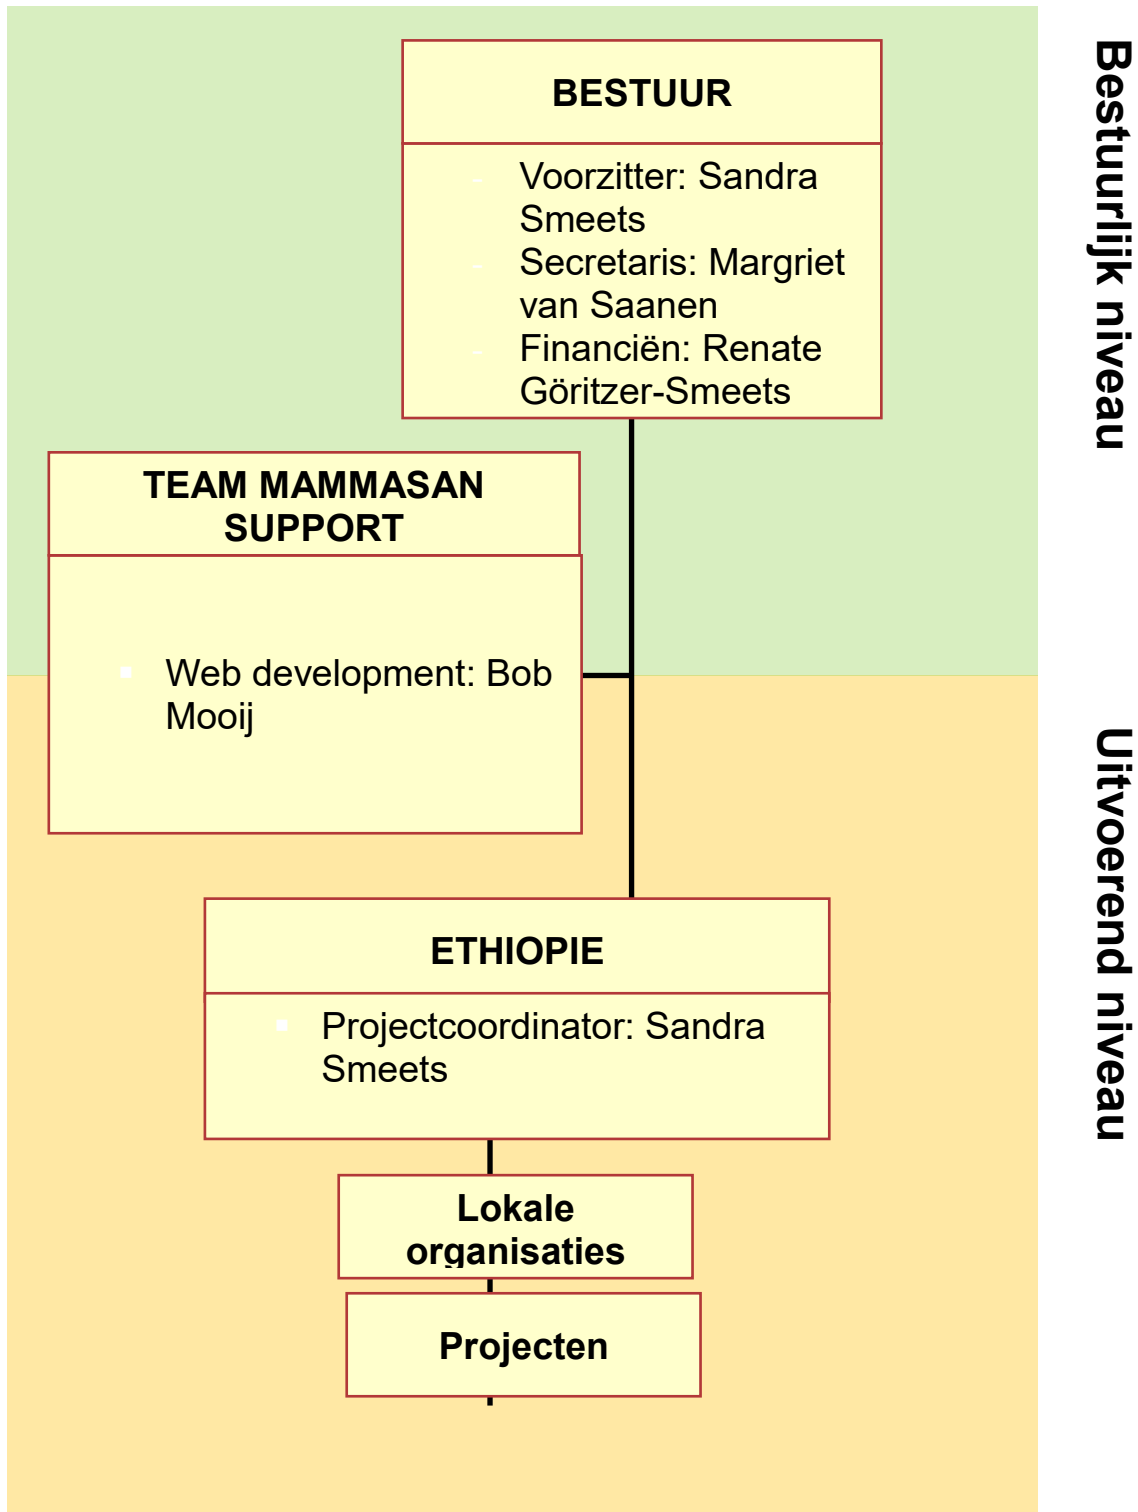 BESTUUR
- Voorzitter: Sandra
Smeets
- Secretaris: Margriet
van Saanen
- Financiën: Renate
Göritzer-Smeets
Bestuurlijk niveau
TEAM MAMMASAN
SUPPORT
▪ Web development: Bob
Mooij
Uitvoerend niveau
ETHIOPIE
▪ Projectcoordinator: Sandra
Smeets
Lokale
organisaties
Projecten